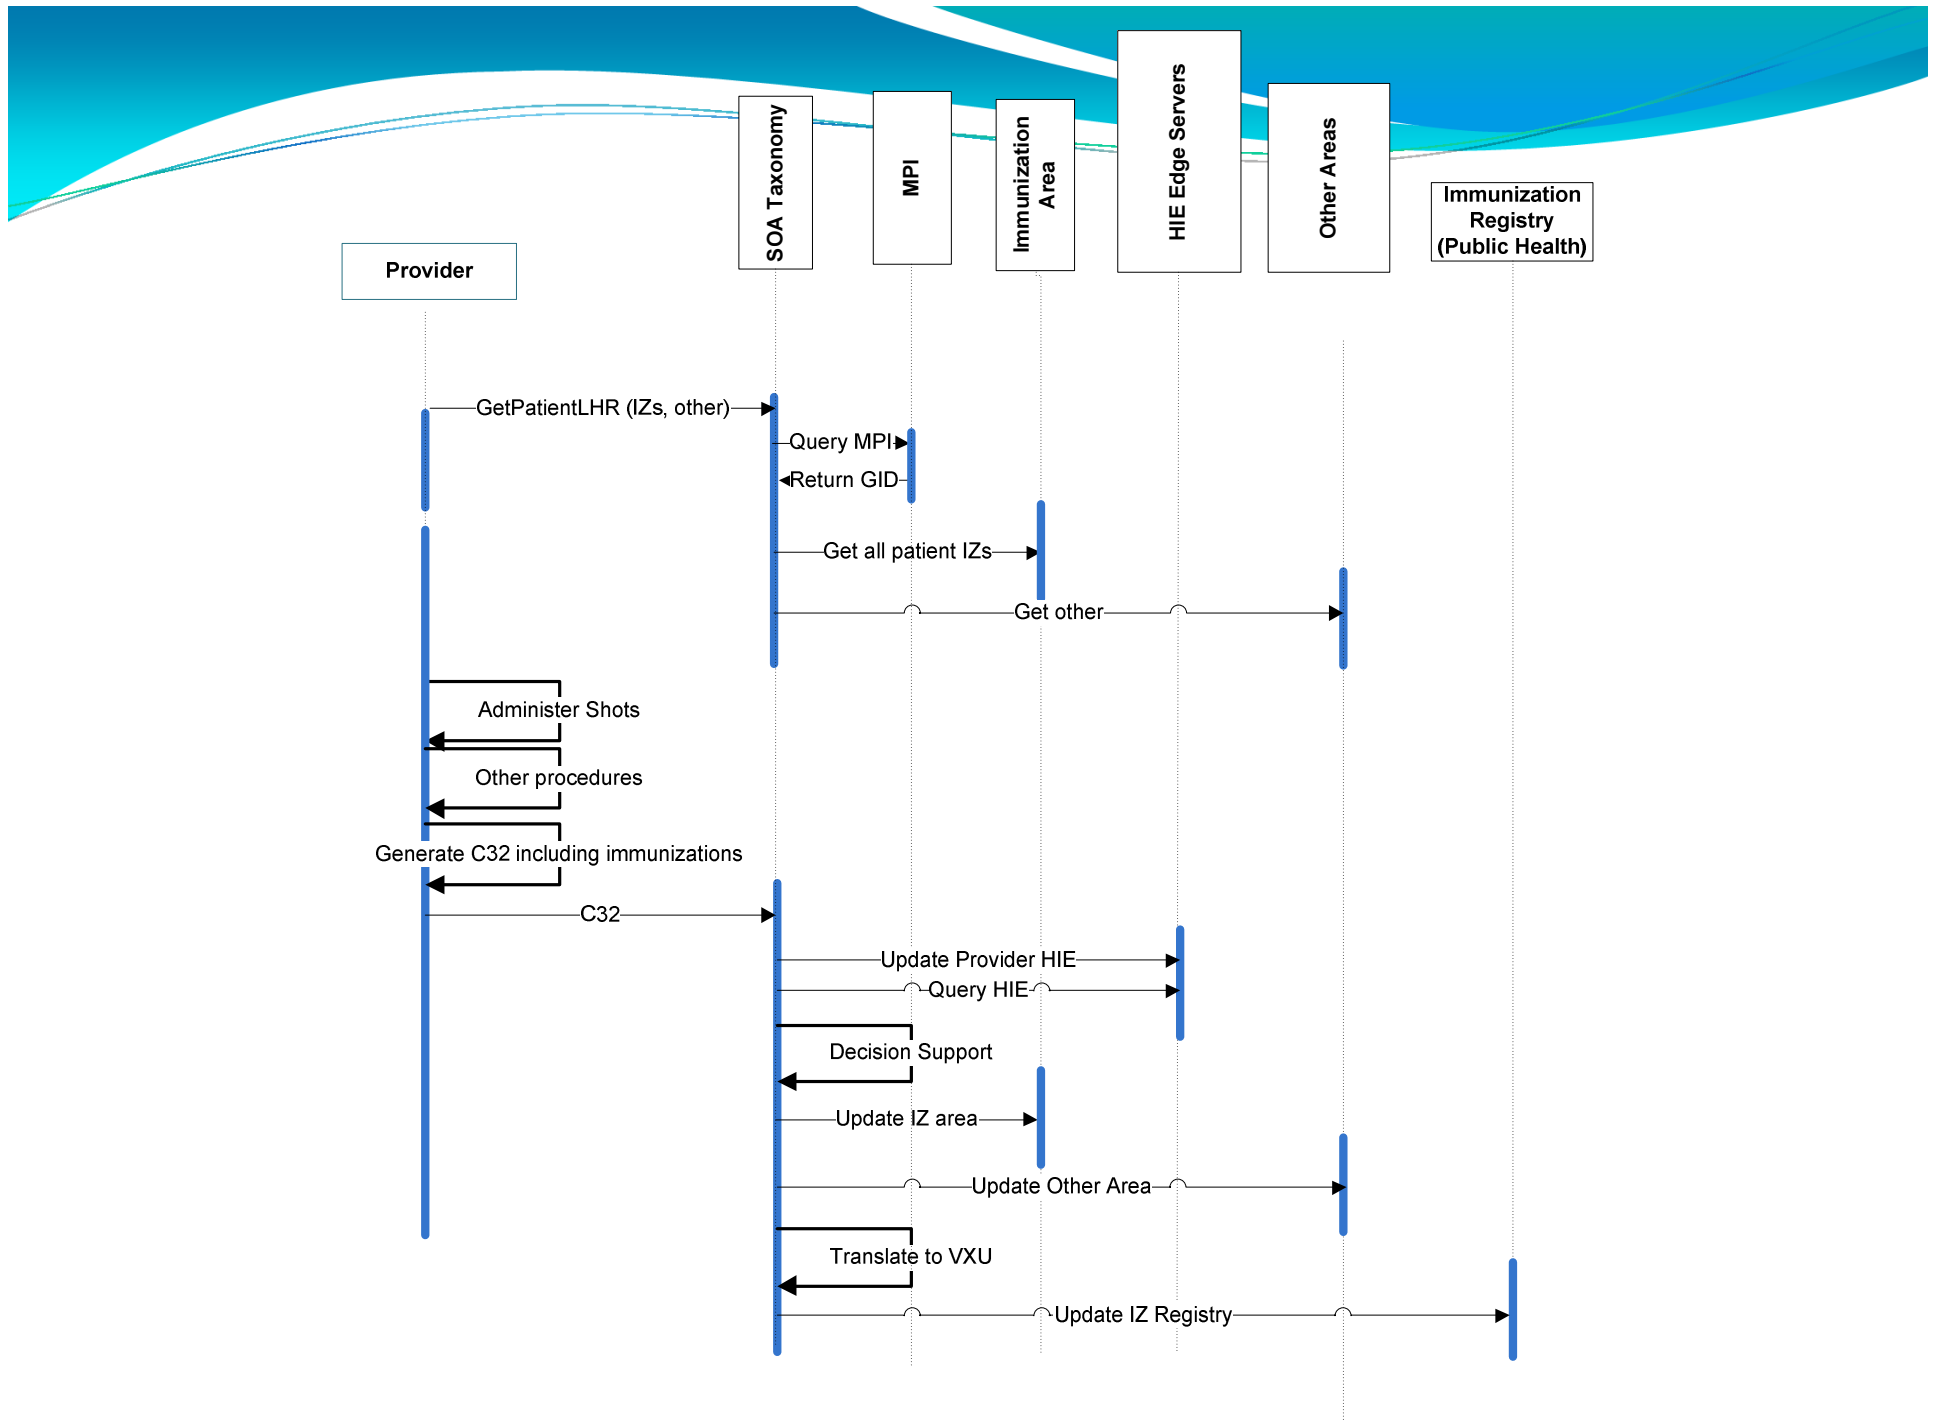 SOA Taxonomy
MPI
Immunization
Area
HIE Edge Servers
Other Areas
Immunization
Registry
(Public Health)
Provider
GetPatientLHR (IZs, other)
Query MPI
Return GID
Get all patient IZs
Get other
Administer Shots
Other procedures
Generate C32 including immunizations
C32
Update Provider HIE
Query HIE
Decision Support
Update IZ area
Update Other Area
Translate to VXU
Update IZ Registry